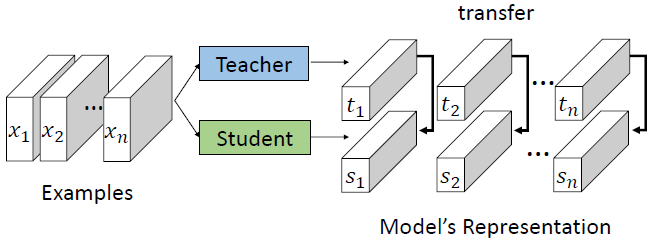 transfer
Teacher
Student
x₁ x₂ ... xₙ
t₁ t₂ ... tₙ
s₁ s₂ ... sₙ
Examples
Model's Representation